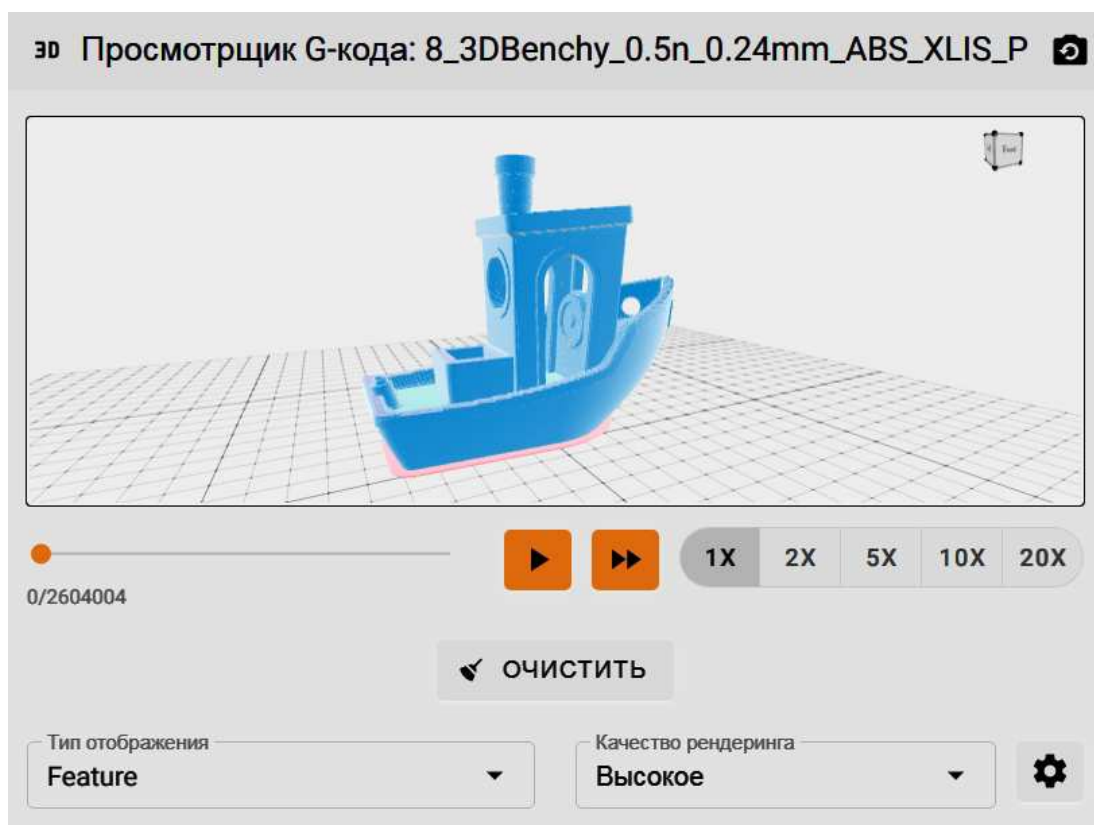 3D Просмотрщик G-кода: 8_3DBenchy_0.5n_0.24mm_ABS_XLIS_P
Front
1X 2X 5X 10X 20X
0/2604004
ОЧИСТИТЬ
Тип отображения
Feature
Качество рендеринга
Высокое